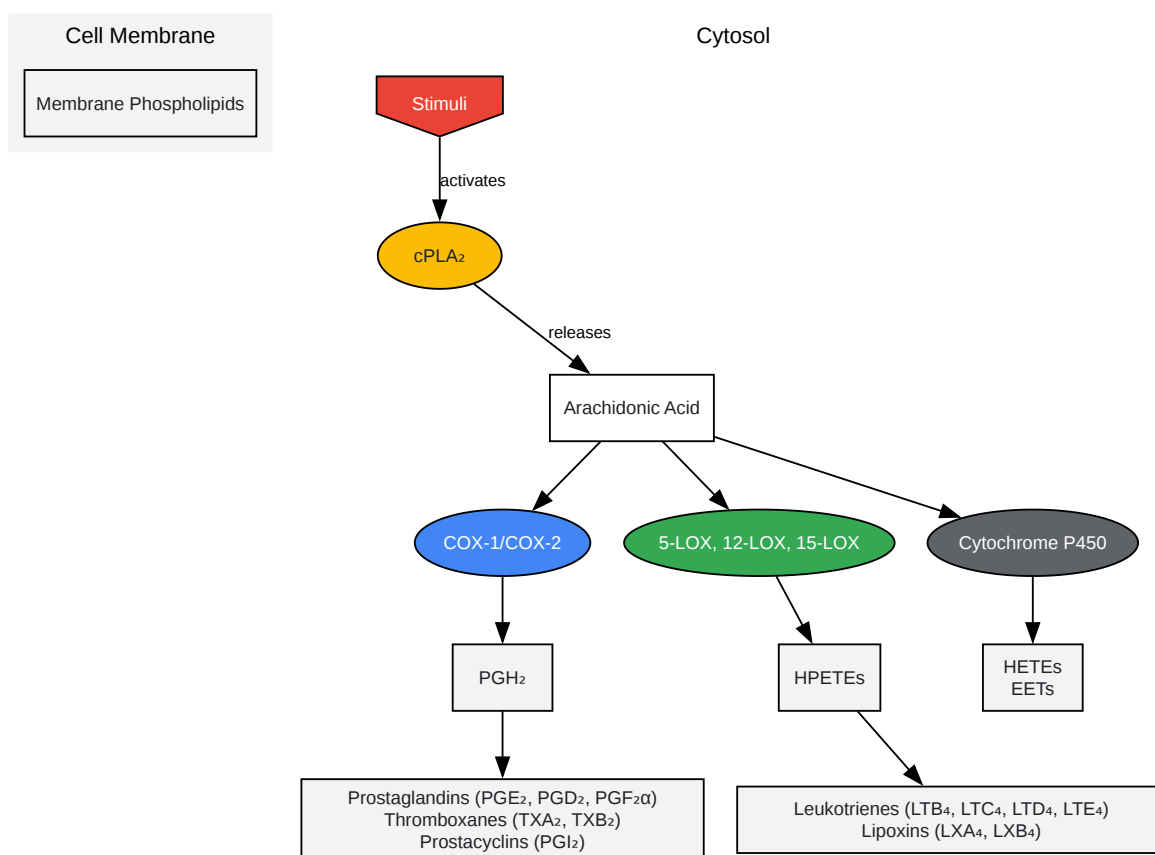 Cell Membrane
Cytosol
Membrane Phospholipids
Stimuli
activates
cPLA₂
releases
Arachidonic Acid
COX-1/COX-2
5-LOX, 12-LOX, 15-LOX
Cytochrome P450
PGH₂
HPETEs
HETEs
EETs
Prostaglandins (PGE₂, PGD₂, PGF₂α)
Thromboxanes (TXA₂, TXB₂)
Prostacyclins (PGI₂)
Leukotrienes (LTB₄, LTC₄, LTD₄, LTE₄)
Lipoxins (LXA₄, LXB₄)